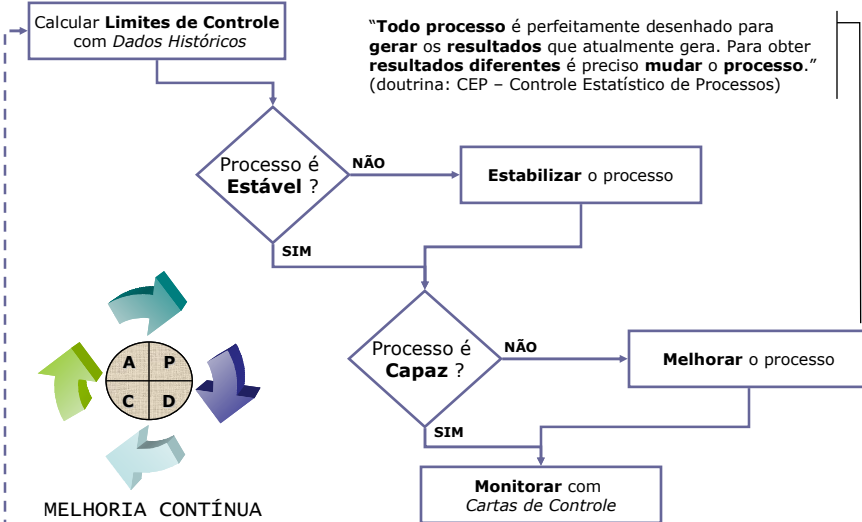 Calcular Limites de Controle
com Dados Históricos
“Todo processo é perfeitamente desenhado para
gerar os resultados que atualmente gera. Para obter
resultados diferentes é preciso mudar o processo.”
(doutrina: CEP – Controle Estatístico de Processos)
Processo é
Estável ?
NÃO
Estabilizar o processo
SIM
Processo é
Capaz ?
NÃO
Melhorar o processo
SIM
Monitorar com
Cartas de Controle
A P
C D
MELHORIA CONTÍNUA